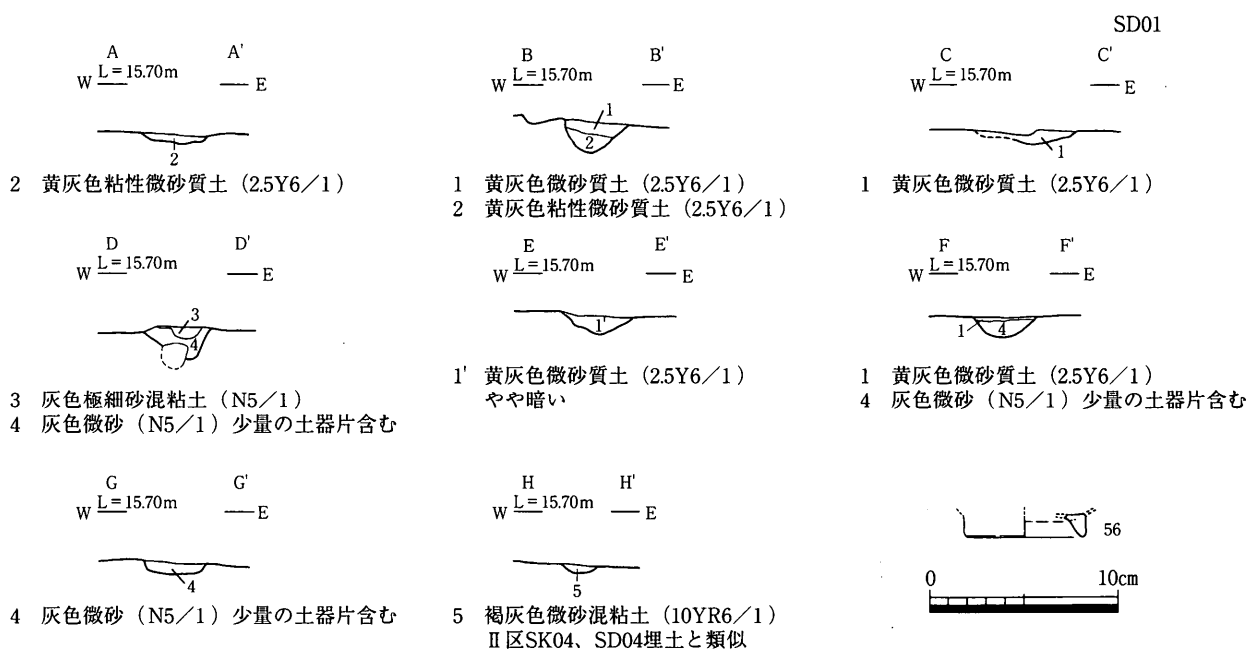 SD01
A A'
W L=15.70m E
2
2 黄灰色粘性微砂質土（2.5Y6／1）
B B'
W L=15.70m E
1
2
1 黄灰色微砂質土（2.5Y6／1）
2 黄灰色粘性微砂質土（2.5Y6／1）
C C'
W L=15.70m E
1
1 黄灰色微砂質土（2.5Y6／1）
D D'
W L=15.70m E
3
4
3 灰色極細砂混粘土（N5／1）
4 灰色微砂（N5／1）少量の土器片含む
E E'
W L=15.70m E
1'
1' 黄灰色微砂質土（2.5Y6／1）
やや暗い
F F'
W L=15.70m E
1 4
1 黄灰色微砂質土（2.5Y6／1）
4 灰色微砂（N5／1）少量の土器片含む
G G'
W L=15.70m E
4
4 灰色微砂（N5／1）少量の土器片含む
H H'
W L=15.70m E
5
5 褐灰色微砂混粘土（10YR6／1）
Ⅱ区SK04、SD04埋土と類似
56
0 10cm